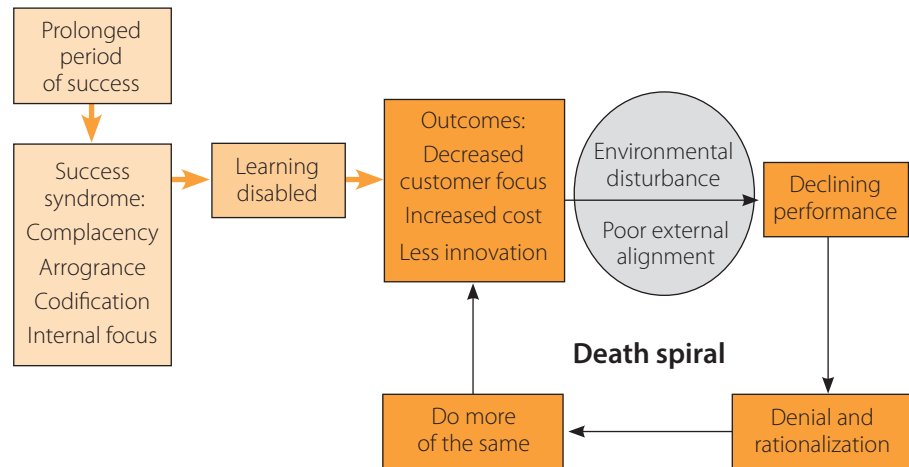 Prolonged
period
of success
Success
syndrome:
Complacency
Arrogrance
Codification
Internal focus
Learning
disabled
Outcomes:
Decreased
customer focus
Increased cost
Less innovation
Environmental
disturbance
Poor external
alignment
Declining
performance
Death spiral
Do more
of the same
Denial and
rationalization